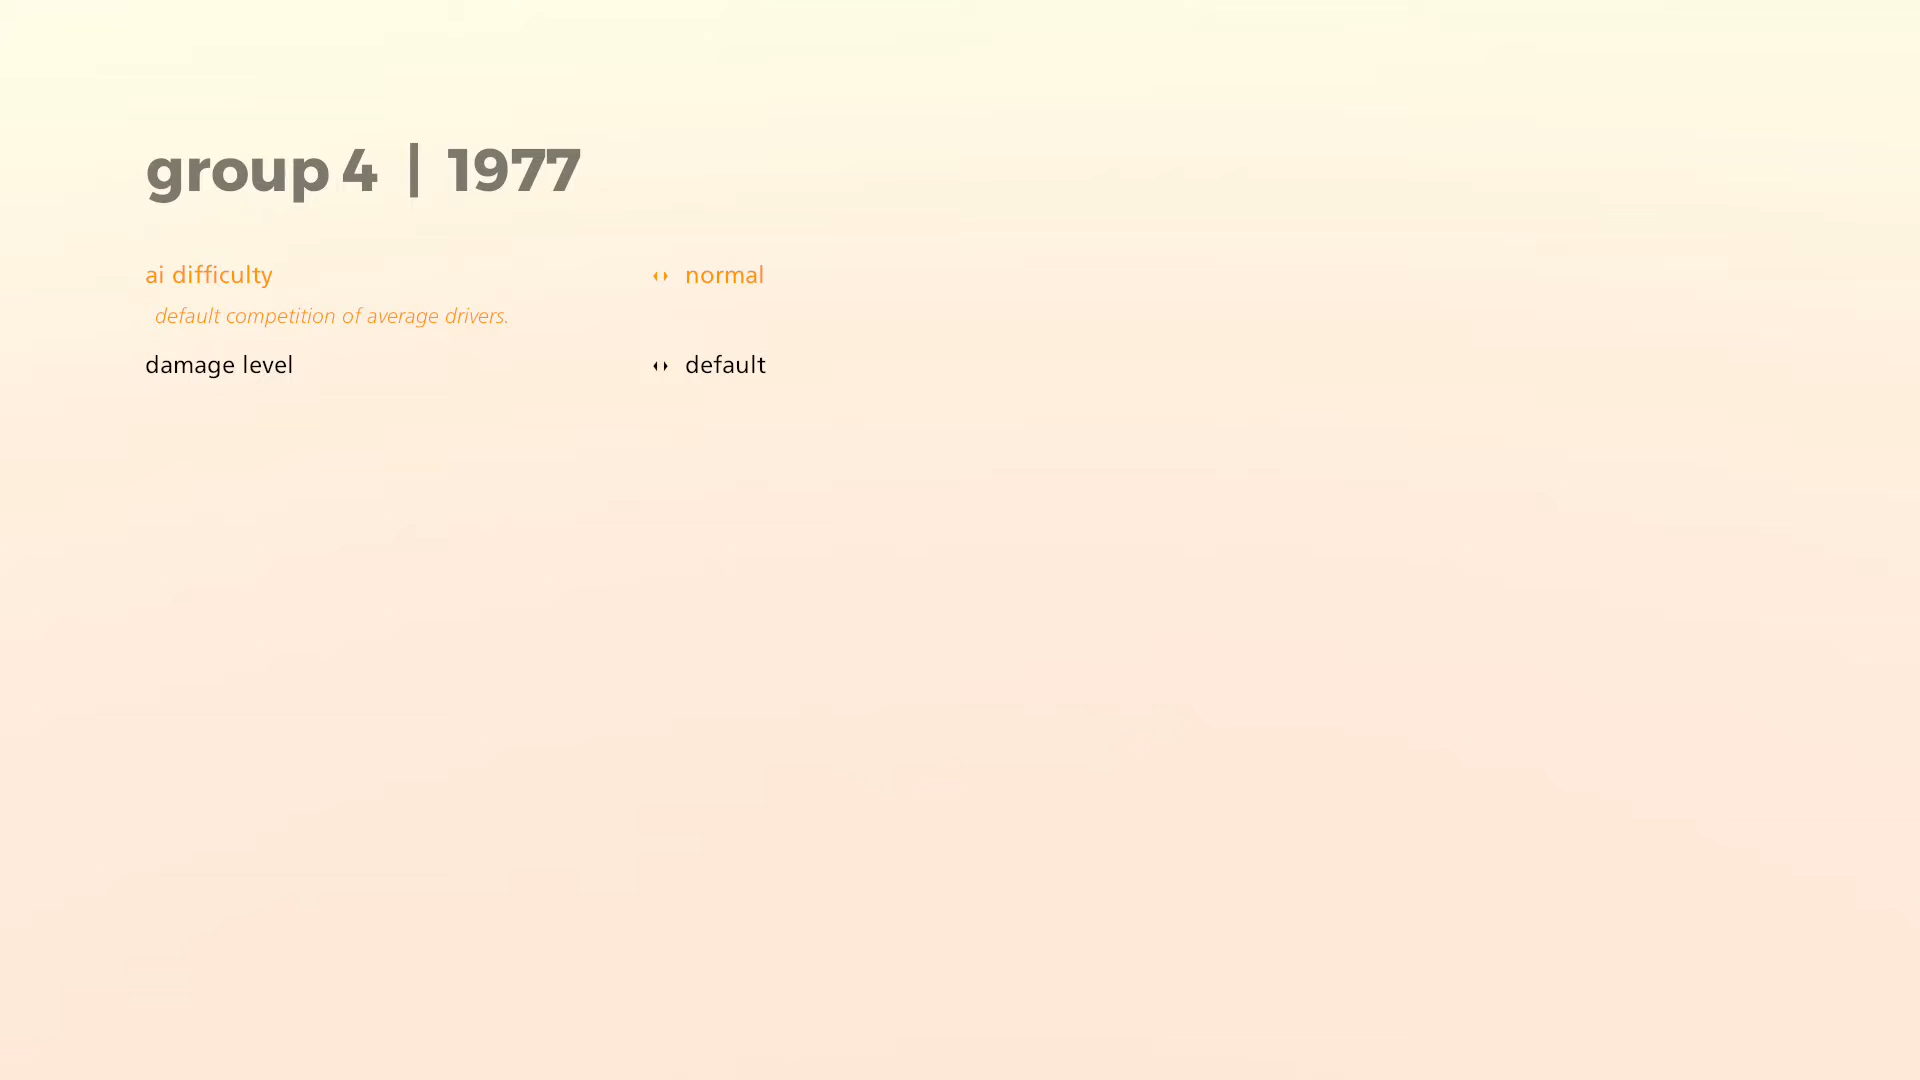 group 4 | 1977
ai difficulty normal
default competition of average drivers.
damage level default